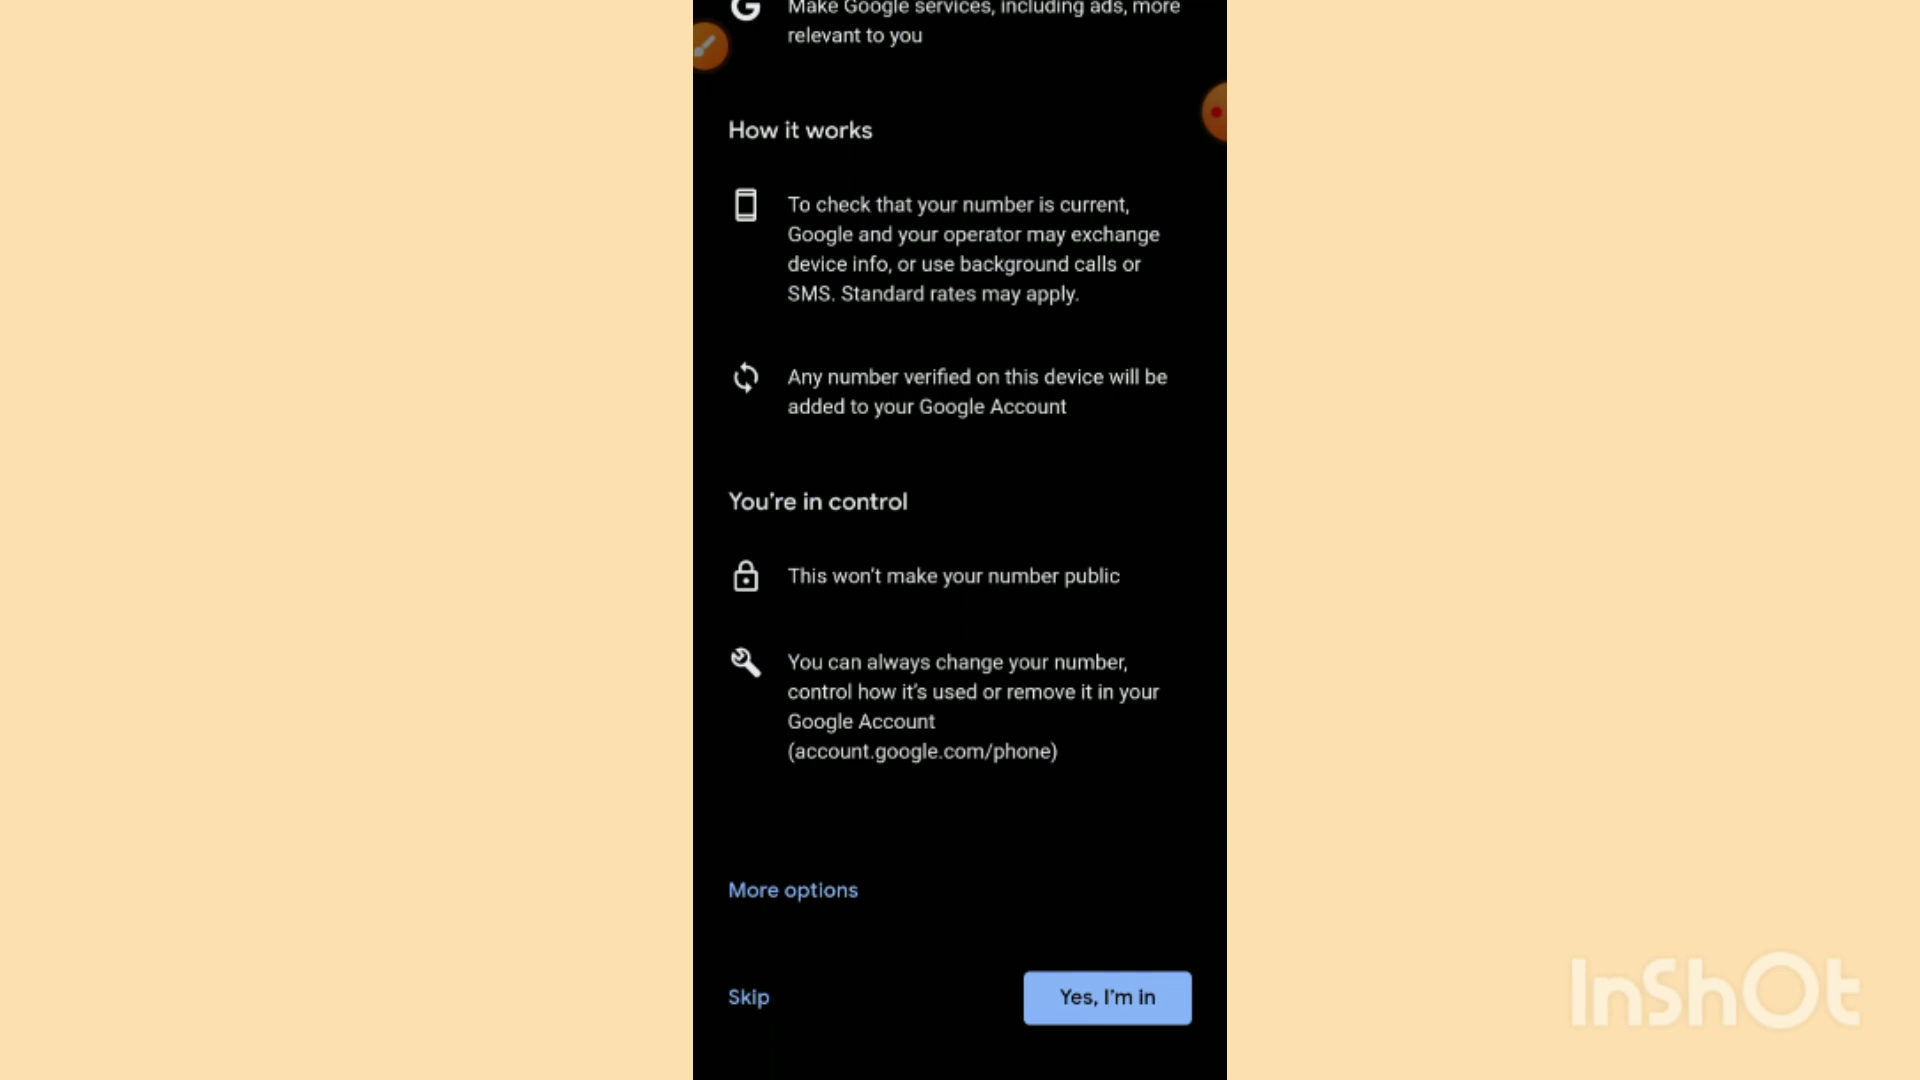 Make Google services, including ads, more
relevant to you
How it works
To check that your number is current,
Google and your operator may exchange
device info, or use background calls or
SMS. Standard rates may apply.
Any number verified on this device will be
added to your Google Account
You're in control
This won't make your number public
You can always change your number,
control how it's used or remove it in your
Google Account
(account.google.com/phone)
More options
Skip
Yes, I'm in
InShOt